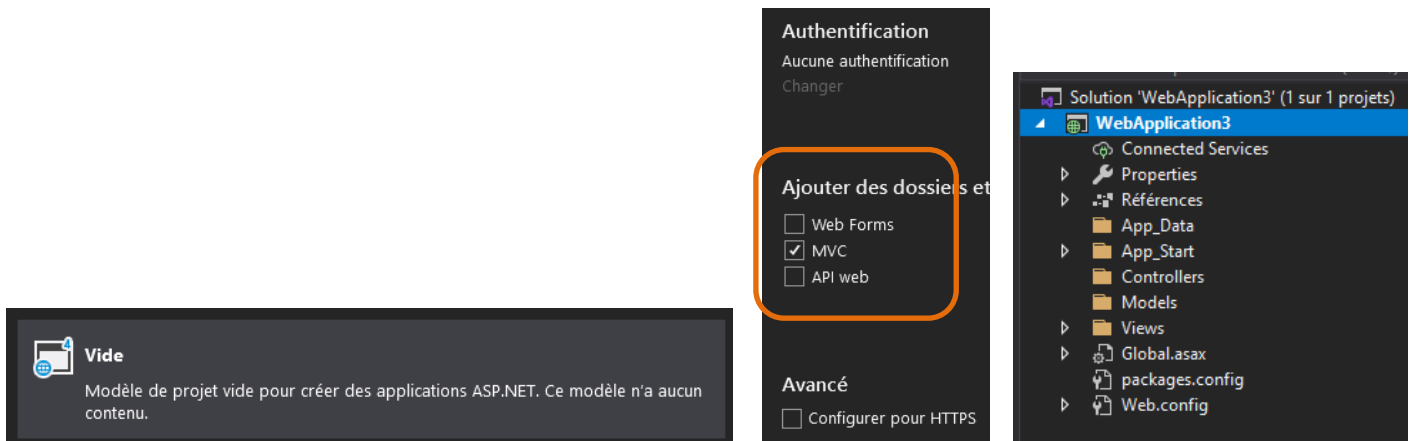 Vide
Modèle de projet vide pour créer des applications ASP.NET. Ce modèle n'a aucun
contenu.
Authentification
Aucune authentification
Changer
Ajouter des dossiers et
Web Forms
MVC
API web
Avancé
Configurer pour HTTPS
Solution 'WebApplication3' (1 sur 1 projets)
WebApplication3
Connected Services
Properties
Références
App_Data
App_Start
Controllers
Models
Views
Global.asax
packages.config
Web.config